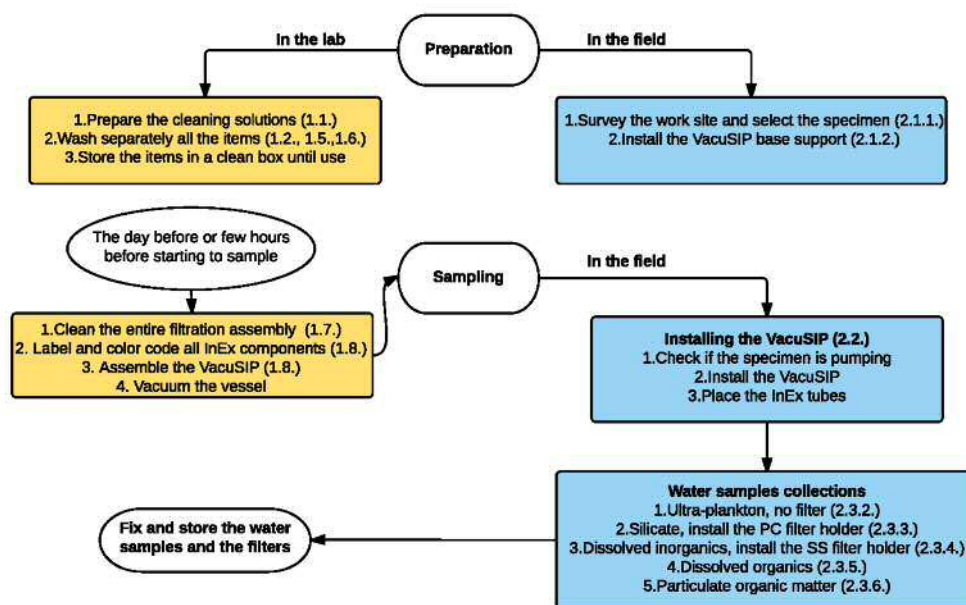 In the lab
Preparation
In the field
1.Prepare the cleaning solutions (1.1.)
2.Wash separately all the items (1.2., 1.5.,1.6.)
3.Store the items in a clean box until use
1.Survey the work site and select the specimen (2.1.1.)
2.Install the VacuSIP base support (2.1.2.)
The day before or few hours
before starting to sample
Sampling
In the field
1.Clean the entire filtration assembly (1.7.)
2. Label and color code all InEx components (1.8.)
3. Assemble the VacuSIP (1.8.)
4. Vacuum the vessel
Installing the VacuSIP (2.2.)
1.Check if the specimen is pumping
2.Install the VacuSIP
3.Place the InEx tubes
Water samples collections
1.Ultra-plankton, no filter (2.3.2.)
2.Silicate, install the PC filter holder (2.3.3.)
3.Dissolved inorganics, install the SS filter holder (2.3.4.)
4.Dissolved organics (2.3.5.)
5.Particulate organic matter (2.3.6.)
Fix and store the water
samples and the filters